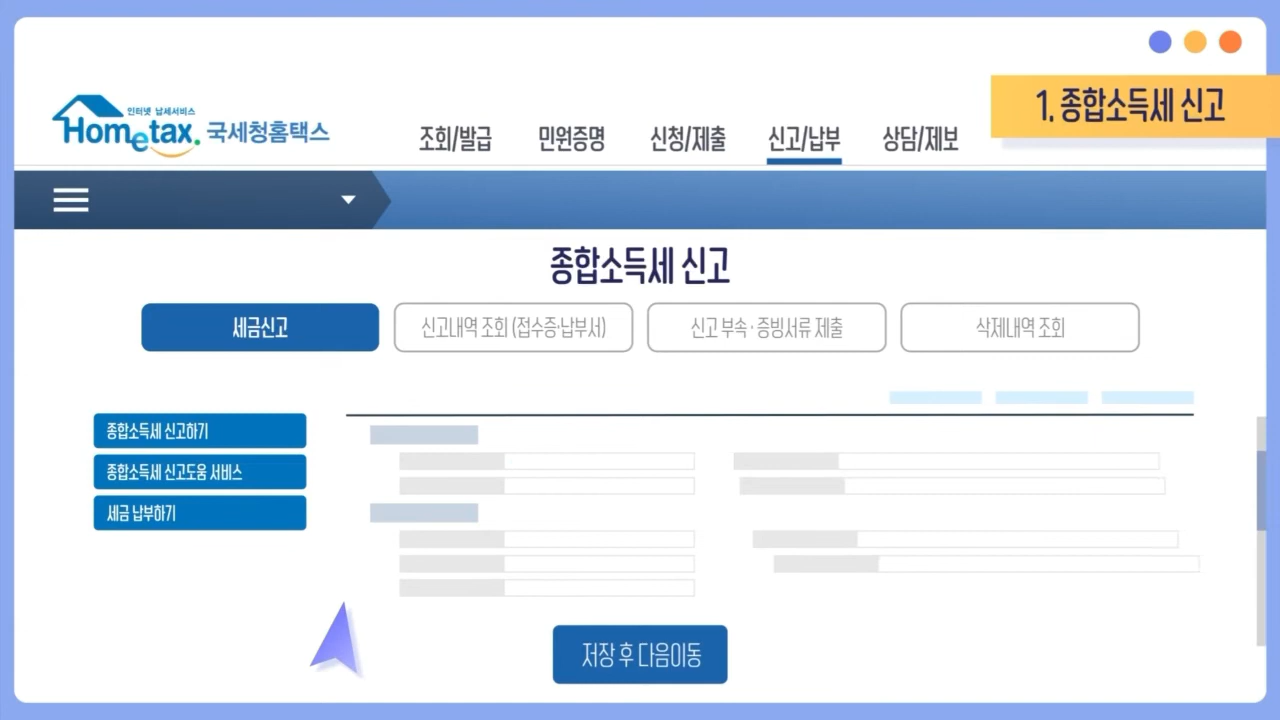 인터넷 납세서비스
Hometax. 국세청홈택스
조회/발급 민원증명 신청/제출 신고/납부 상담/제보
1. 종합소득세 신고
종합소득세 신고
세금신고 신고내역 조회 (접수증·납부서) 신고 부속·증빙서류 제출 삭제내역 조회
종합소득세 신고하기
종합소득세 신고도움 서비스
세금 납부하기
저장 후 다음이동